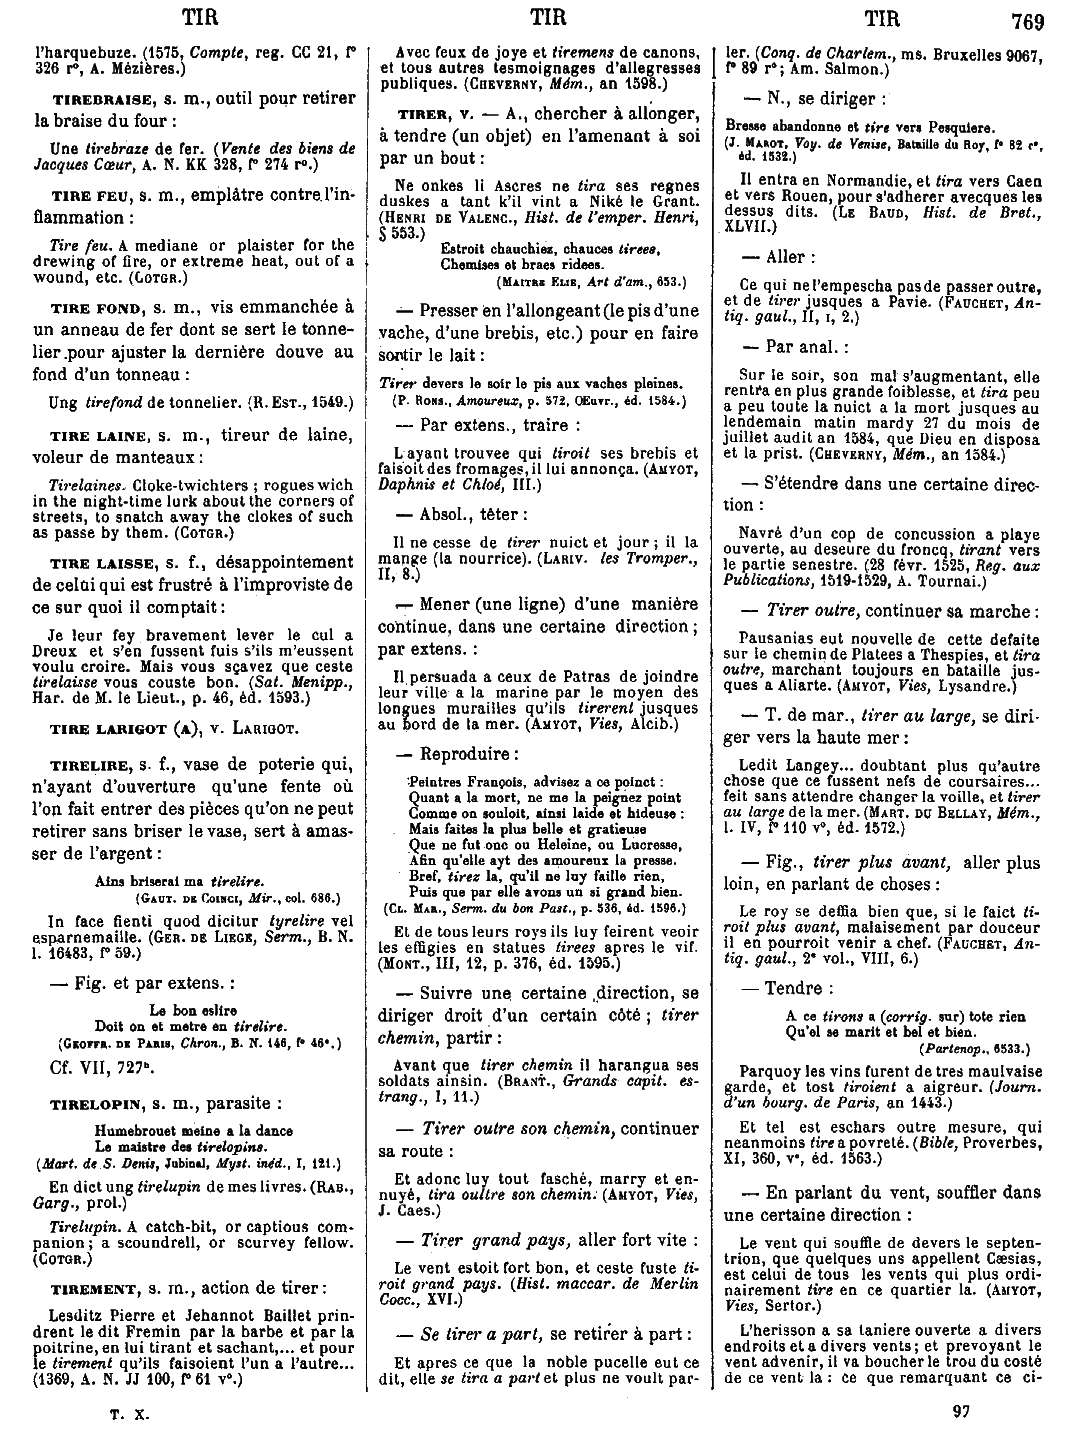 TIR TIR TIR 769
l'harquebuze. (1575, Compte, reg. CC 21, f°
326 r°, A. Mézières.)
TIREBRAISE, s. m., outil pour retirer
la braise du four :
Une tirebraze de fer. (Vente des biens de
Jacques Cœur, A. N. KK 328, f° 274 r°.)
TIRE FEU, s. m., emplâtre contre l'in-
flammation :
Tire feu. A mediane or plaister for the
drewing of fire, or extreme heat, out of a
wound, etc. (COTGR.)
TIRE FOND, s. m., vis emmanchée à
un anneau de fer dont se sert le tonne-
lier pour ajuster la dernière douve au
fond d'un tonneau :
Ung tirefond de tonnelier. (R. EST., 1549.)
TIRE LAINE, s. m., tireur de laine,
voleur de manteaux :
Tirelaines. Cloke-twichters ; rogues wich
in the night-time lurk about the corners of
streets, to snatch away the clokes of such
as passe by them. (COTGR.)
TIRE LAISSE, s. f., désappointement
de celui qui est frustré à l'improviste de
ce sur quoi il comptait :
Je leur fey bravement lever le cul a
Dreux et s'en fussent fuis s'ils m'eussent
voulu croire. Mais vous sçavez que ceste
tirelaisse vous couste bon. (Sat. Menipp.,
Har. de M. le Lieut., p. 46, éd. 1593.)
TIRE LARIGOT (A), v. LARIGOT.
TIRELIRE, s. f., vase de poterie qui,
n'ayant d'ouverture qu'une fente où
l'on fait entrer des pièces qu'on ne peut
retirer sans briser le vase, sert à amas-
ser de l'argent :
Ains briserai ma tirelire.
(GAUT. DE COINCI, Mir., col. 686.)
In face fienti quod dicitur tyrelire vel
esparnemaille. (GER. DE LIEGE, Serm., B. N.
l. 16483, f° 59.)
— Fig. et par extens. :
Le bon eslire
Doit on et metre en tirelire.
(GEOFFR. DE PARIS, Chron., B. N. 146, f° 46ᵉ.)
Cf. VII, 727ᵇ.
TIRELOPIN, s. m., parasite :
Humebrouet meine a la dance
Le maistre des tirelopins.
(Mart. de S. Denis, Jubinal, Myst. inéd., I, 121.)
En dict ung tirelupin de mes livres. (RAB.,
Garg., prol.)
Tirelupin. A catch-bit, or captious com-
panion ; a scoundrell, or scurvey fellow.
(COTGR.)
TIREMENT, s. m., action de tirer :
Lesditz Pierre et Jehannot Baillet prin-
drent le dit Fremin par la barbe et par la
poitrine, en lui tirant et sachant,... et pour
le tirement qu'ils faisoient l'un a l'autre...
(1369, A. N. JJ 100, f° 61 v°.)
Avec feux de joye et tiremens de canons,
et tous autres tesmoignages d'allegresses
publiques. (CHEVERNY, Mém., an 1598.)
TIRER, v. — A., chercher à allonger,
à tendre (un objet) en l'amenant à soi
par un bout :
Ne onkes li Ascres ne tira ses regnes
duskes a tant k'il vint a Niké le Grant.
(HENRI DE VALENC., Hist. de l'emper. Henri,
§ 553.)
Estroit chauchiez, chauces tirees,
Chemises et braes ridees.
(MAITRE ELIE, Art d'am., 653.)
— Presser en l'allongeant (le pis d'une
vache, d'une brebis, etc.) pour en faire
sortir le lait :
Tirer devers le soir le pis aux vaches pleines.
(P. RONS., Amoureux, p. 572, Œuvr., éd. 1584.)
— Par extens., traire :
L ayant trouvee qui tiroit ses brebis et
faisoit des fromages, il lui annonça. (AMYOT,
Daphnis et Chloé, III.)
— Absol., têter :
Il ne cesse de tirer nuict et jour ; il la
mange (la nourrice). (LARIV. les Tromper.,
II, 8.)
— Mener (une ligne) d'une manière
continue, dans une certaine direction ;
par extens. :
Il persuada a ceux de Patras de joindre
leur ville a la marine par le moyen des
longues murailles qu'ils tirerent jusques
au bord de la mer. (AMYOT, Vies, Alcib.)
— Reproduire :
Peintres François, advisez a ce poinct :
Quant a la mort, ne me la peignez point
Comme on souloit, ainsi laide et hideuse :
Mais faites la plus belle et gratieuse
Que ne fut onc ou Heleine, ou Lucresse,
Afin qu'elle ayt des amoureux la presse.
Bref, tirez la, qu'il ne luy faille rien,
Puis que par elle avons un si grand bien.
(CL. MAR., Serm. du bon Past., p. 536, éd. 1596.)
Et de tous leurs roys ils luy feirent veoir
les effigies en statues tirees apres le vif.
(MONT., III, 12, p. 376, éd. 1595.)
— Suivre une certaine direction, se
diriger droit d'un certain côté ; tirer
chemin, partir :
Avant que tirer chemin il harangua ses
soldats ainsin. (BRANT., Grands capit. es-
trang., I, 11.)
— Tirer outre son chemin, continuer
sa route :
Et adonc luy tout fasché, marry et en-
nuyé, tira oultre son chemin. (AMYOT, Vies,
J. Caes.)
— Tirer grand pays, aller fort vite :
Le vent estoit fort bon, et ceste fuste ti-
roit grand pays. (Hist. maccar. de Merlin
Cocc., XVI.)
— Se tirer a part, se retirer à part :
Et apres ce que la noble pucelle eut ce
dit, elle se tira a part et plus ne voult par-
ler. (Conq. de Charlem., ms. Bruxelles 9067,
f° 89 r° ; Am. Salmon.)
— N., se diriger :
Bresse abandonne et tire vers Pesquiere.
(J. MAROT, Voy. de Venise, Bataille du Roy, f° 82 r°,
éd. 1532.)
Il entra en Normandie, et tira vers Caen
et vers Rouen, pour s'adherer avecques les
dessus dits. (LE BAUD, Hist. de Bret.,
XLVII.)
— Aller :
Ce qui ne l'empescha pas de passer outre,
et de tirer jusques a Pavie. (FAUCHET, An-
tiq. gaul., II, I, 2.)
— Par anal. :
Sur le soir, son mal s'augmentant, elle
rentra en plus grande foiblesse, et tira peu
a peu toute la nuict a la mort jusques au
lendemain matin mardy 27 du mois de
juillet audit an 1584, que Dieu en disposa
et la prist. (CHEVERNY, Mém., an 1584.)
— S'étendre dans une certaine direc-
tion :
Navré d'un cop de concussion a playe
ouverte, au deseure du froncq, tirant vers
le partie senestre. (28 févr. 1525, Reg. aux
Publications, 1519-1529, A. Tournai.)
— Tirer outre, continuer sa marche :
Pausanias eut nouvelle de cette defaite
sur le chemin de Platees a Thespies, et tira
outre, marchant toujours en bataille jus-
ques a Aliarte. (AMYOT, Vies, Lysandre.)
— T. de mar., tirer au large, se diri-
ger vers la haute mer :
Ledit Langey... doubtant plus qu'autre
chose que ce fussent nefs de coursaires...
feit sans attendre changer la voille, et tirer
au large de la mer. (MART. DU BELLAY, Mém.,
l. IV, f° 110 v°, éd. 1572.)
— Fig., tirer plus avant, aller plus
loin, en parlant de choses :
Le roy se deffia bien que, si le faict ti-
roit plus avant, malaisement par douceur
il en pourroit venir a chef. (FAUCHET, An-
tiq. gaul., 2ᵉ vol., VIII, 6.)
— Tendre :
A ce tirons a (corrig. sur) tote rien
Qu'el se marit et bel et bien.
(Partenop., 6533.)
Parquoy les vins furent de tres maulvaise
garde, et tost tiroient a aigreur. (Journ.
d'un bourg. de Paris, an 1443.)
Et tel est eschars outre mesure, qui
neanmoins tire a povreté. (Bible, Proverbes,
XI, 360, v°, éd. 1563.)
— En parlant du vent, souffler dans
une certaine direction :
Le vent qui souffle de devers le septen-
trion, que quelques uns appellent Cæsias,
est celui de tous les vents qui plus ordi-
nairement tire en ce quartier la. (AMYOT,
Vies, Sertor.)
L'herisson a sa taniere ouverte a divers
endroits et a divers vents ; et prevoyant le
vent advenir, il va boucher le trou du costé
de ce vent la : ce que remarquant ce ci-
T. X. 97